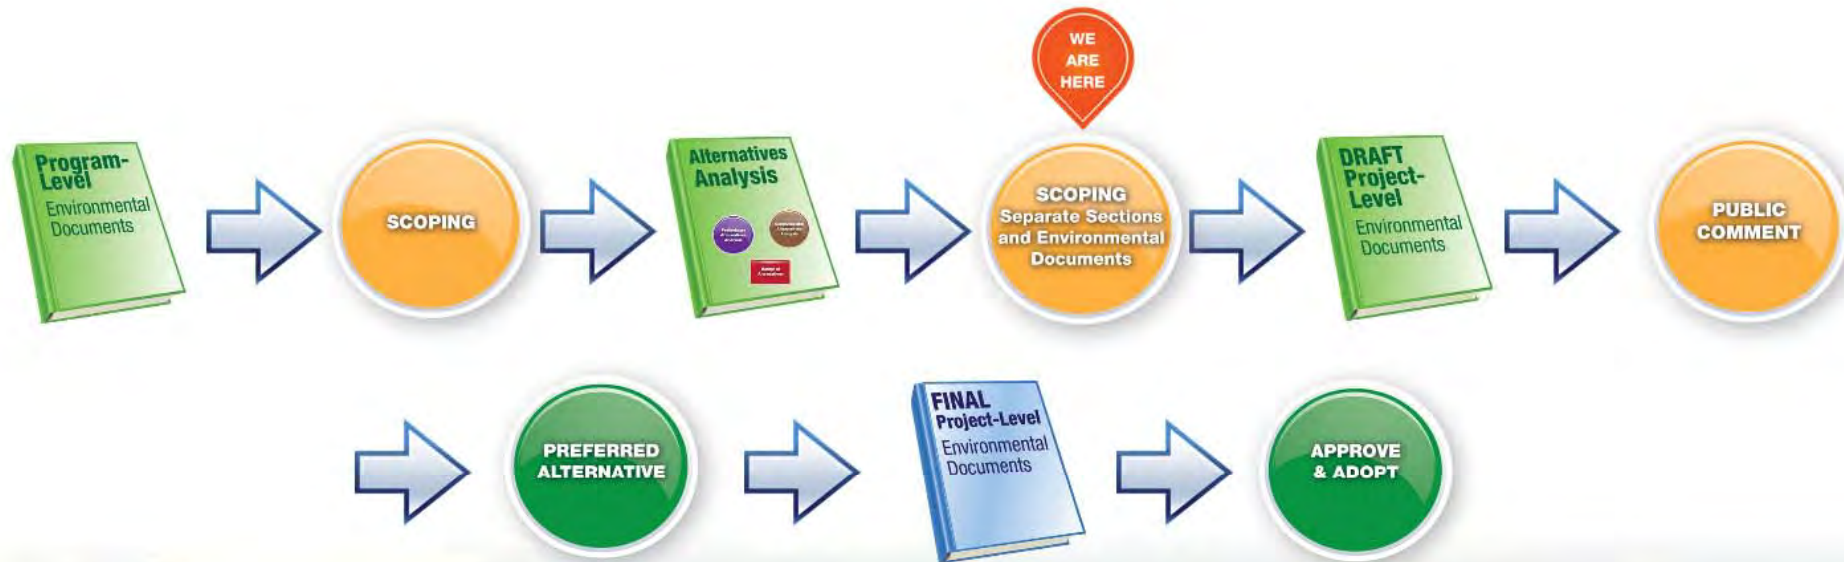 WE
ARE
HERE
Program-
Level
Environmental
Documents
SCOPING
Alternatives
Analysis
SCOPING
Separate Sections
and Environmental
Documents
DRAFT
Project-
Level
Environmental
Documents
PUBLIC
COMMENT
PREFERRED
ALTERNATIVE
FINAL
Project-Level
Environmental
Documents
APPROVE
& ADOPT